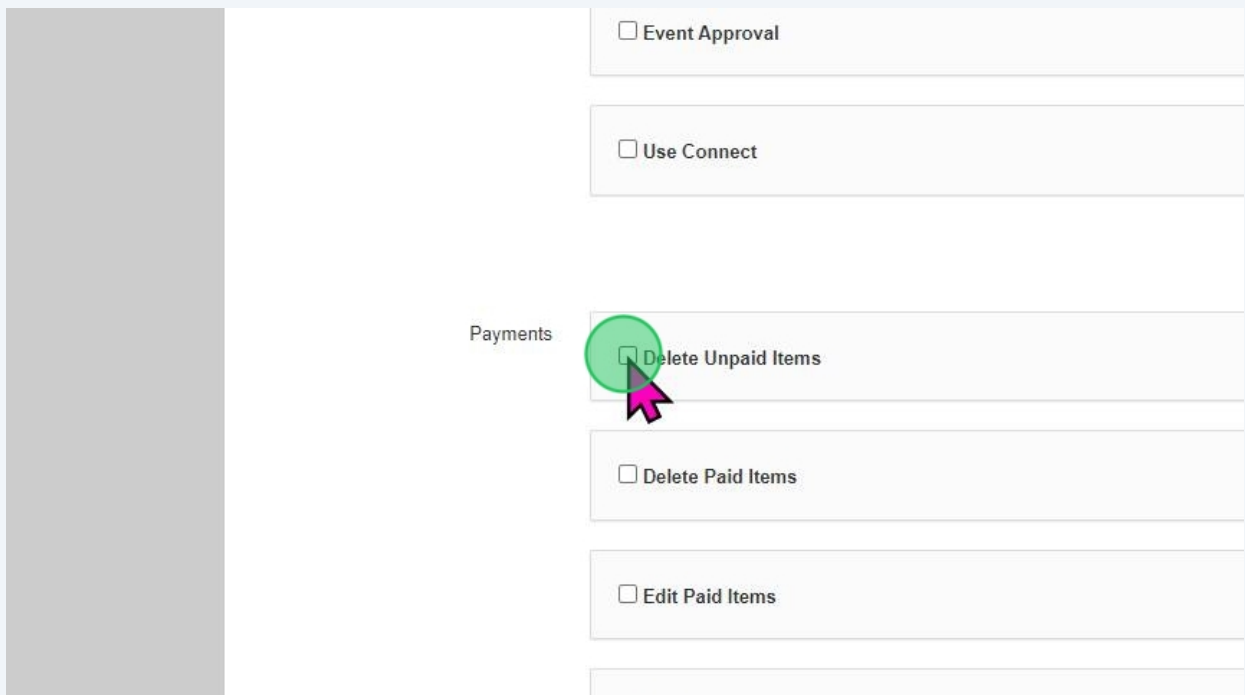 Event Approval
Use Connect
Payments
Delete Unpaid Items
Delete Paid Items
Edit Paid Items